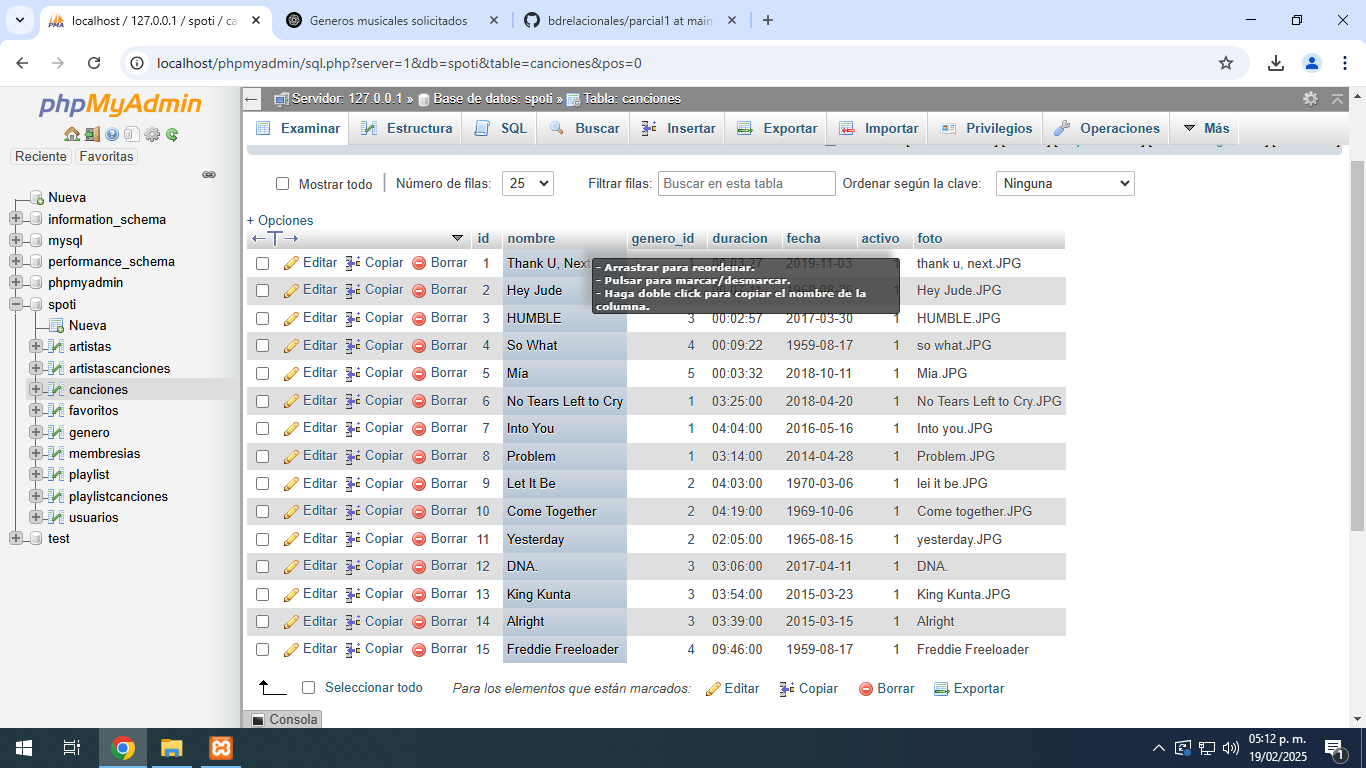 localhost / 127.0.0.1 / spoti / ca
Generos musicales solicitados
bdrelacionales/parcial1 at main
localhost/phpmyadmin/sql.php?server=1&db=spoti&table=canciones&pos=0
phpMyAdmin
Reciente Favoritas
Nueva
information_schema
mysql
performance_schema
phpmyadmin
spoti
Nueva
artistas
artistascanciones
canciones
favoritos
genero
membresias
playlist
playlistcanciones
usuarios
test
Servidor: 127.0.0.1 » Base de datos: spoti » Tabla: canciones
Examinar Estructura SQL Buscar Insertar Exportar Importar Privilegios Operaciones Más
Mostrar todo Número de filas: 25 Filtrar filas: Buscar en esta tabla Ordenar según la clave: Ninguna
+ Opciones
id nombre genero_id duracion fecha activo foto
Editar Copiar Borrar 1 Thank U, Next 1 00:03:27 2019-11-03 1 thank u, next.JPG
- Arrastrar para reordenar.
- Pulsar para marcar/desmarcar.
- Haga doble click para copiar el nombre de la
columna.
Editar Copiar Borrar 2 Hey Jude Hey Jude.JPG
Editar Copiar Borrar 3 HUMBLE 3 00:02:57 2017-03-30 1 HUMBLE.JPG
Editar Copiar Borrar 4 So What 4 00:09:22 1959-08-17 1 so what.JPG
Editar Copiar Borrar 5 Mía 5 00:03:32 2018-10-11 1 Mia.JPG
Editar Copiar Borrar 6 No Tears Left to Cry 1 03:25:00 2018-04-20 1 No Tears Left to Cry.JPG
Editar Copiar Borrar 7 Into You 1 04:04:00 2016-05-16 1 Into you.JPG
Editar Copiar Borrar 8 Problem 1 03:14:00 2014-04-28 1 Problem.JPG
Editar Copiar Borrar 9 Let It Be 2 04:03:00 1970-03-06 1 lei it be.JPG
Editar Copiar Borrar 10 Come Together 2 04:19:00 1969-10-06 1 Come together.JPG
Editar Copiar Borrar 11 Yesterday 2 02:05:00 1965-08-15 1 yesterday.JPG
Editar Copiar Borrar 12 DNA. 3 03:06:00 2017-04-11 1 DNA.
Editar Copiar Borrar 13 King Kunta 3 03:54:00 2015-03-23 1 King Kunta.JPG
Editar Copiar Borrar 14 Alright 3 03:39:00 2015-03-15 1 Alright
Editar Copiar Borrar 15 Freddie Freeloader 4 09:46:00 1959-08-17 1 Freddie Freeloader
Seleccionar todo Para los elementos que están marcados: Editar Copiar Borrar Exportar
Consola
05:12 p. m.
19/02/2025
1